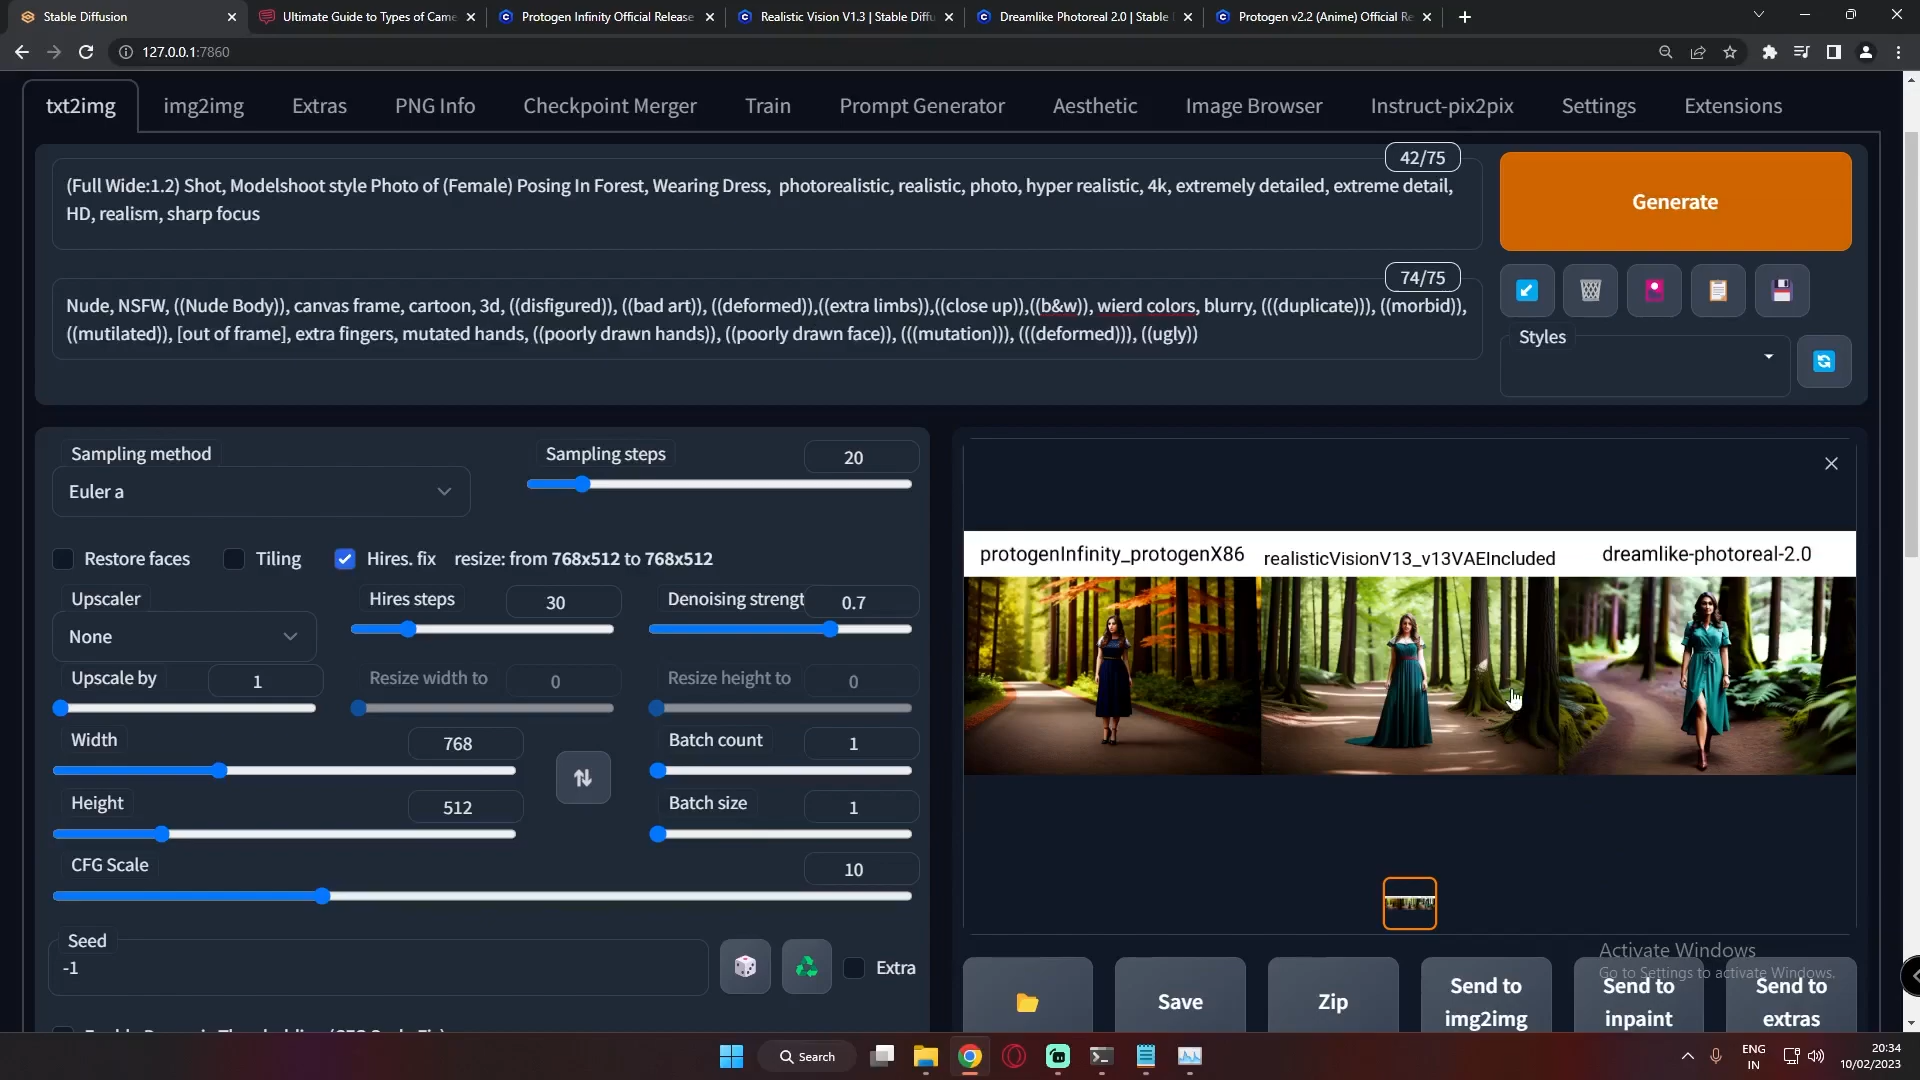 Stable Diffusion
Ultimate Guide to Types of Came
Protogen Infinity Official Release
Realistic Vision V1.3 | Stable Diffu
Dreamlike Photoreal 2.0 | Stable
Protogen v2.2 (Anime) Official Re
127.0.0.1:7860
txt2img
img2img
Extras
PNG Info
Checkpoint Merger
Train
Prompt Generator
Aesthetic
Image Browser
Instruct-pix2pix
Settings
Extensions
42/75
(Full Wide:1.2) Shot, Modelshoot style Photo of (Female) Posing In Forest, Wearing Dress, photorealistic, realistic, photo, hyper realistic, 4k, extremely detailed, extreme detail,
HD, realism, sharp focus
Generate
74/75
Nude, NSFW, ((Nude Body)), canvas frame, cartoon, 3d, ((disfigured)), ((bad art)), ((deformed)),((extra limbs)),((close up)),((b&w)), wierd colors, blurry, (((duplicate))), ((morbid)),
((mutilated)), [out of frame], extra fingers, mutated hands, ((poorly drawn hands)), ((poorly drawn face)), (((mutation))), (((deformed))), ((ugly))
Styles
Sampling method
Euler a
Sampling steps
20
Restore faces
Tiling
Hires. fix
resize: from 768x512 to 768x512
Upscaler
None
Hires steps
30
Denoising strengt
0.7
Upscale by
1
Resize width to
0
Resize height to
0
Width
768
Batch count
1
Height
512
Batch size
1
CFG Scale
10
Seed
-1
Extra
protogenInfinity_protogenX86
realisticVisionV13_v13VAEIncluded
dreamlike-photoreal-2.0
Activate Windows
Go to Settings to activate Windows.
Save
Zip
Send to
img2img
Send to
inpaint
Send to
extras
Search
ENG
IN
20:34
10/02/2023